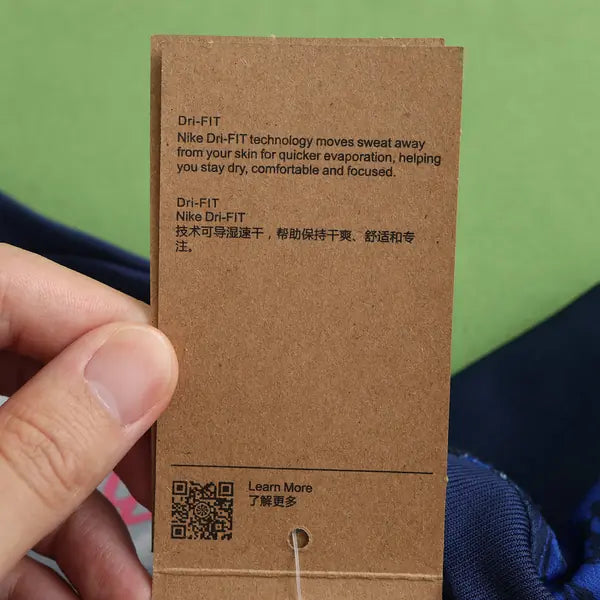 Dri-FIT
Nike Dri-FIT technology moves sweat away
from your skin for quicker evaporation, helping
you stay dry, comfortable and focused.
Dri-FIT
Nike Dri-FIT
技术可导湿速干，帮助保持干爽、舒适和专
注。
Learn More
了解更多